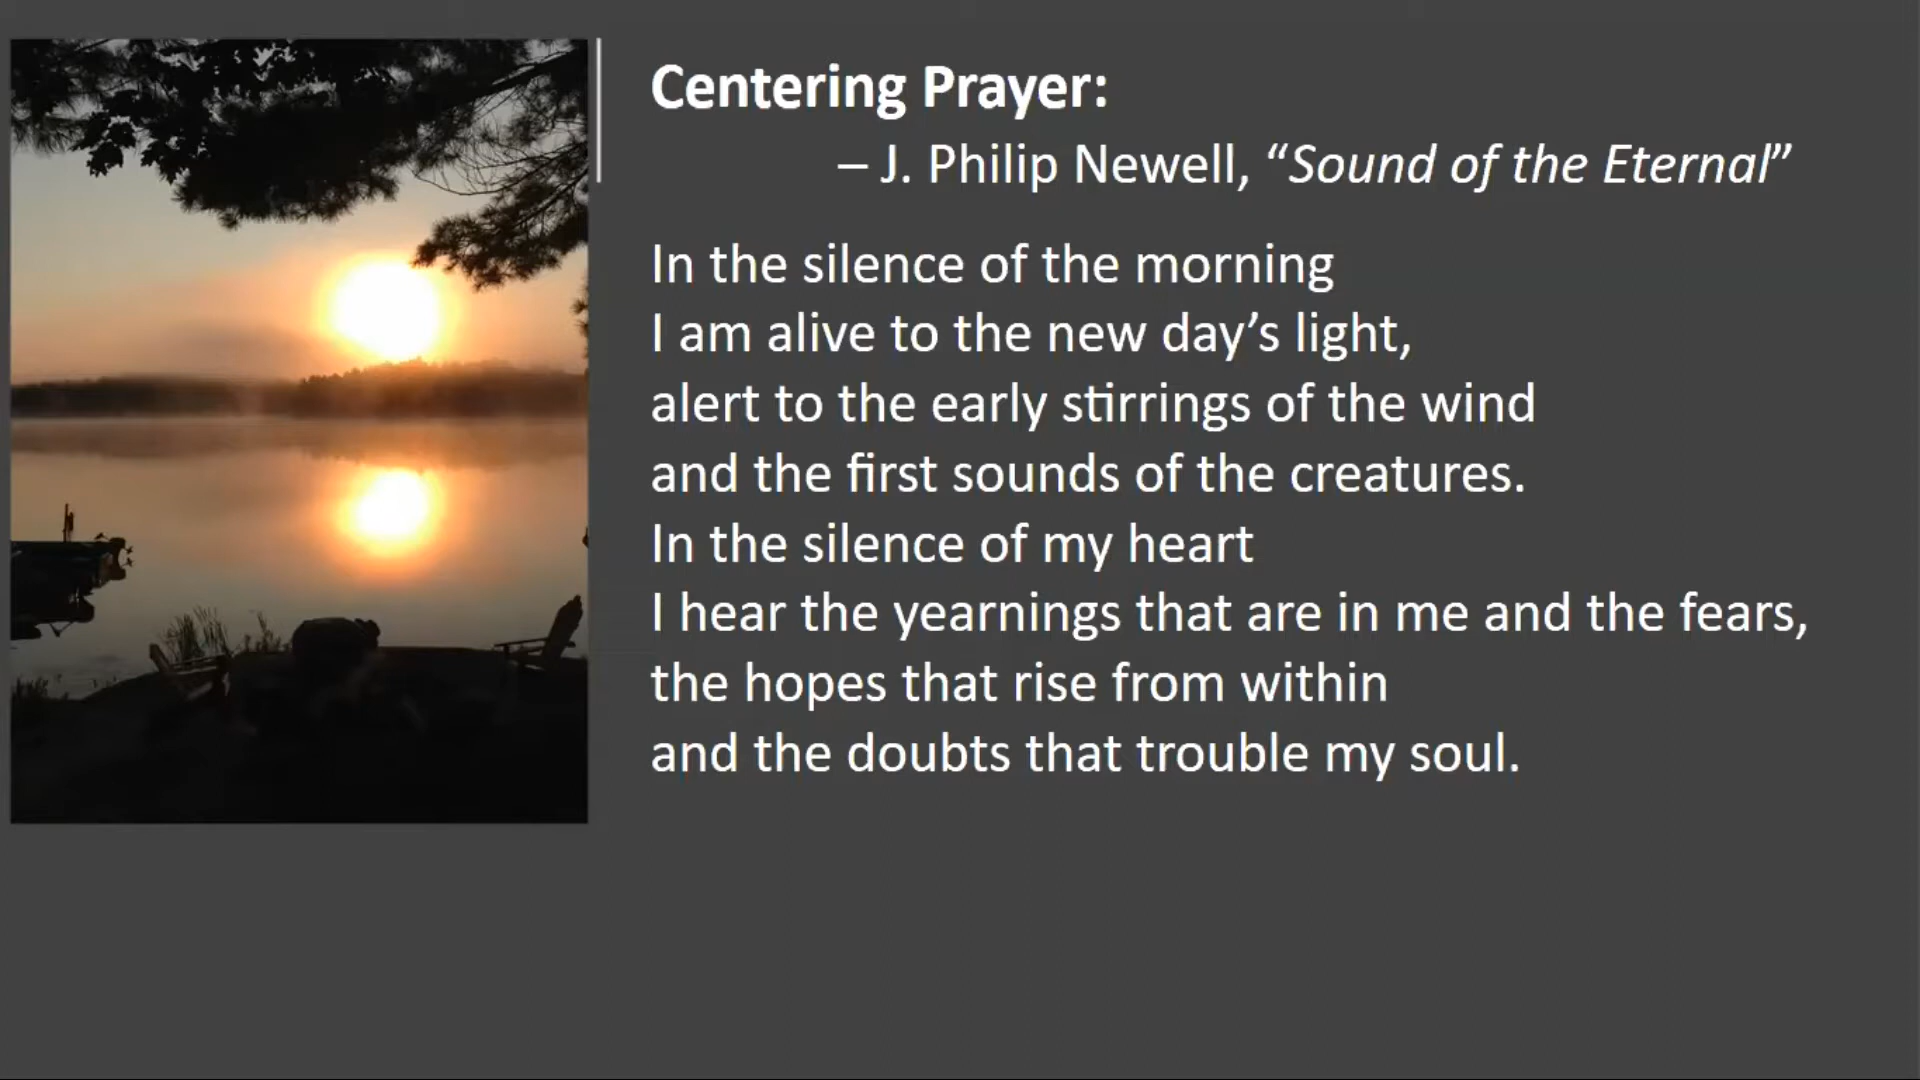 Centering Prayer:
– J. Philip Newell, “Sound of the Eternal”
In the silence of the morning
I am alive to the new day’s light,
alert to the early stirrings of the wind
and the first sounds of the creatures.
In the silence of my heart
I hear the yearnings that are in me and the fears,
the hopes that rise from within
and the doubts that trouble my soul.